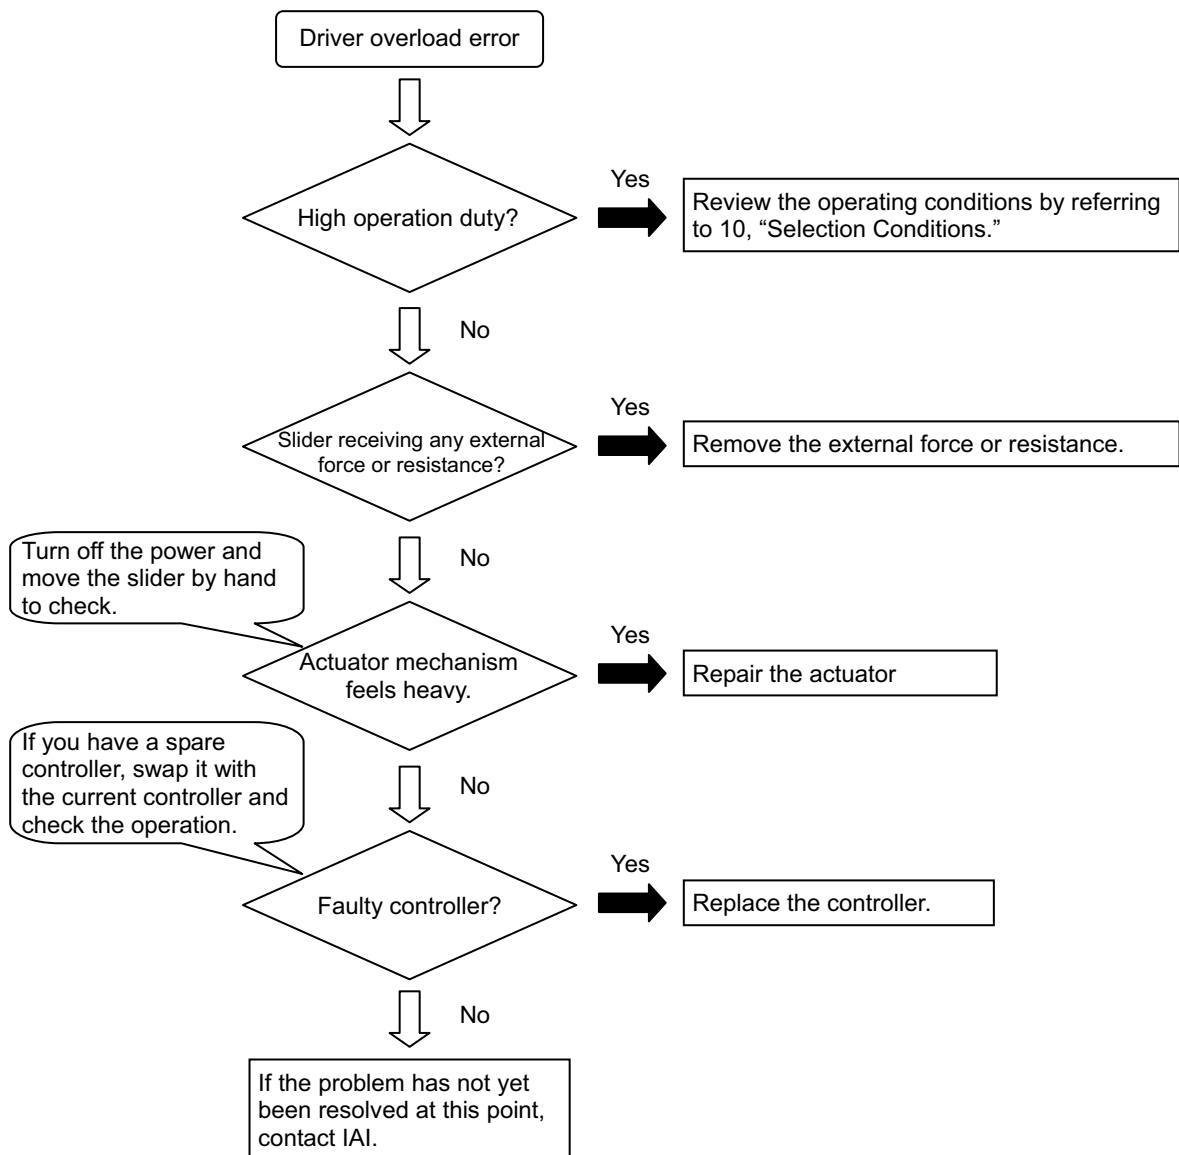 Driver overload error
High operation duty?
Yes
Review the operating conditions by referring
to 10, “Selection Conditions.”
No
Slider receiving any external
force or resistance?
Yes
Remove the external force or resistance.
No
Turn off the power and
move the slider by hand
to check.
Actuator mechanism
feels heavy.
Yes
Repair the actuator
No
If you have a spare
controller, swap it with
the current controller and
check the operation.
Faulty controller?
Yes
Replace the controller.
No
If the problem has not yet
been resolved at this point,
contact IAI.